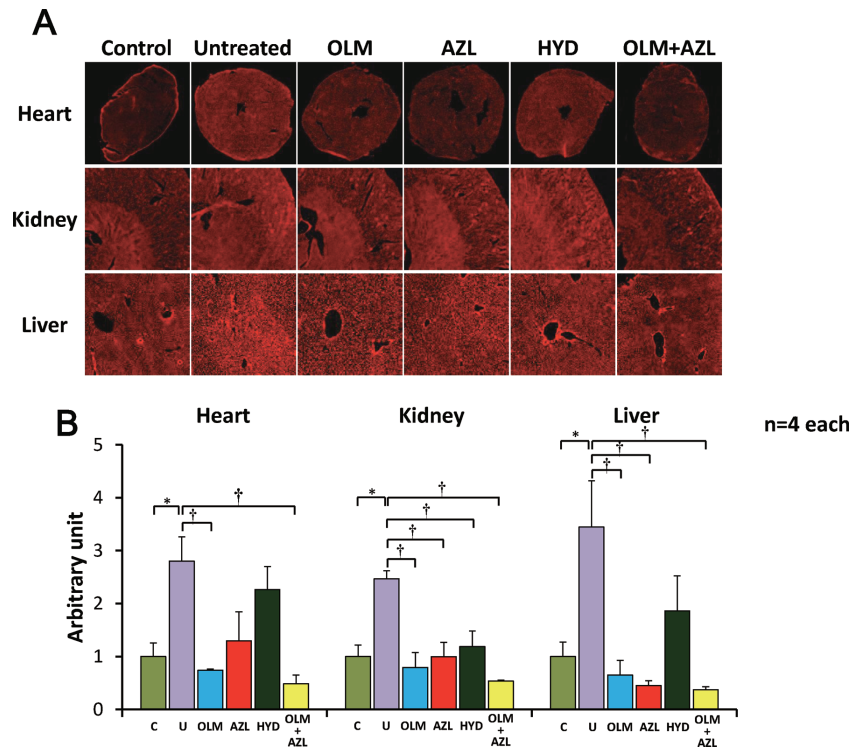 A
Control Untreated OLM AZL HYD OLM+AZL
Heart
Kidney
Liver
B
Heart Kidney Liver
n=4 each
Arbitrary unit
5
4
3
2
1
0
* † †
* † † † †
* † † †
C U OLM AZL HYD OLM + AZL
C U OLM AZL HYD OLM + AZL
C U OLM AZL HYD OLM + AZL